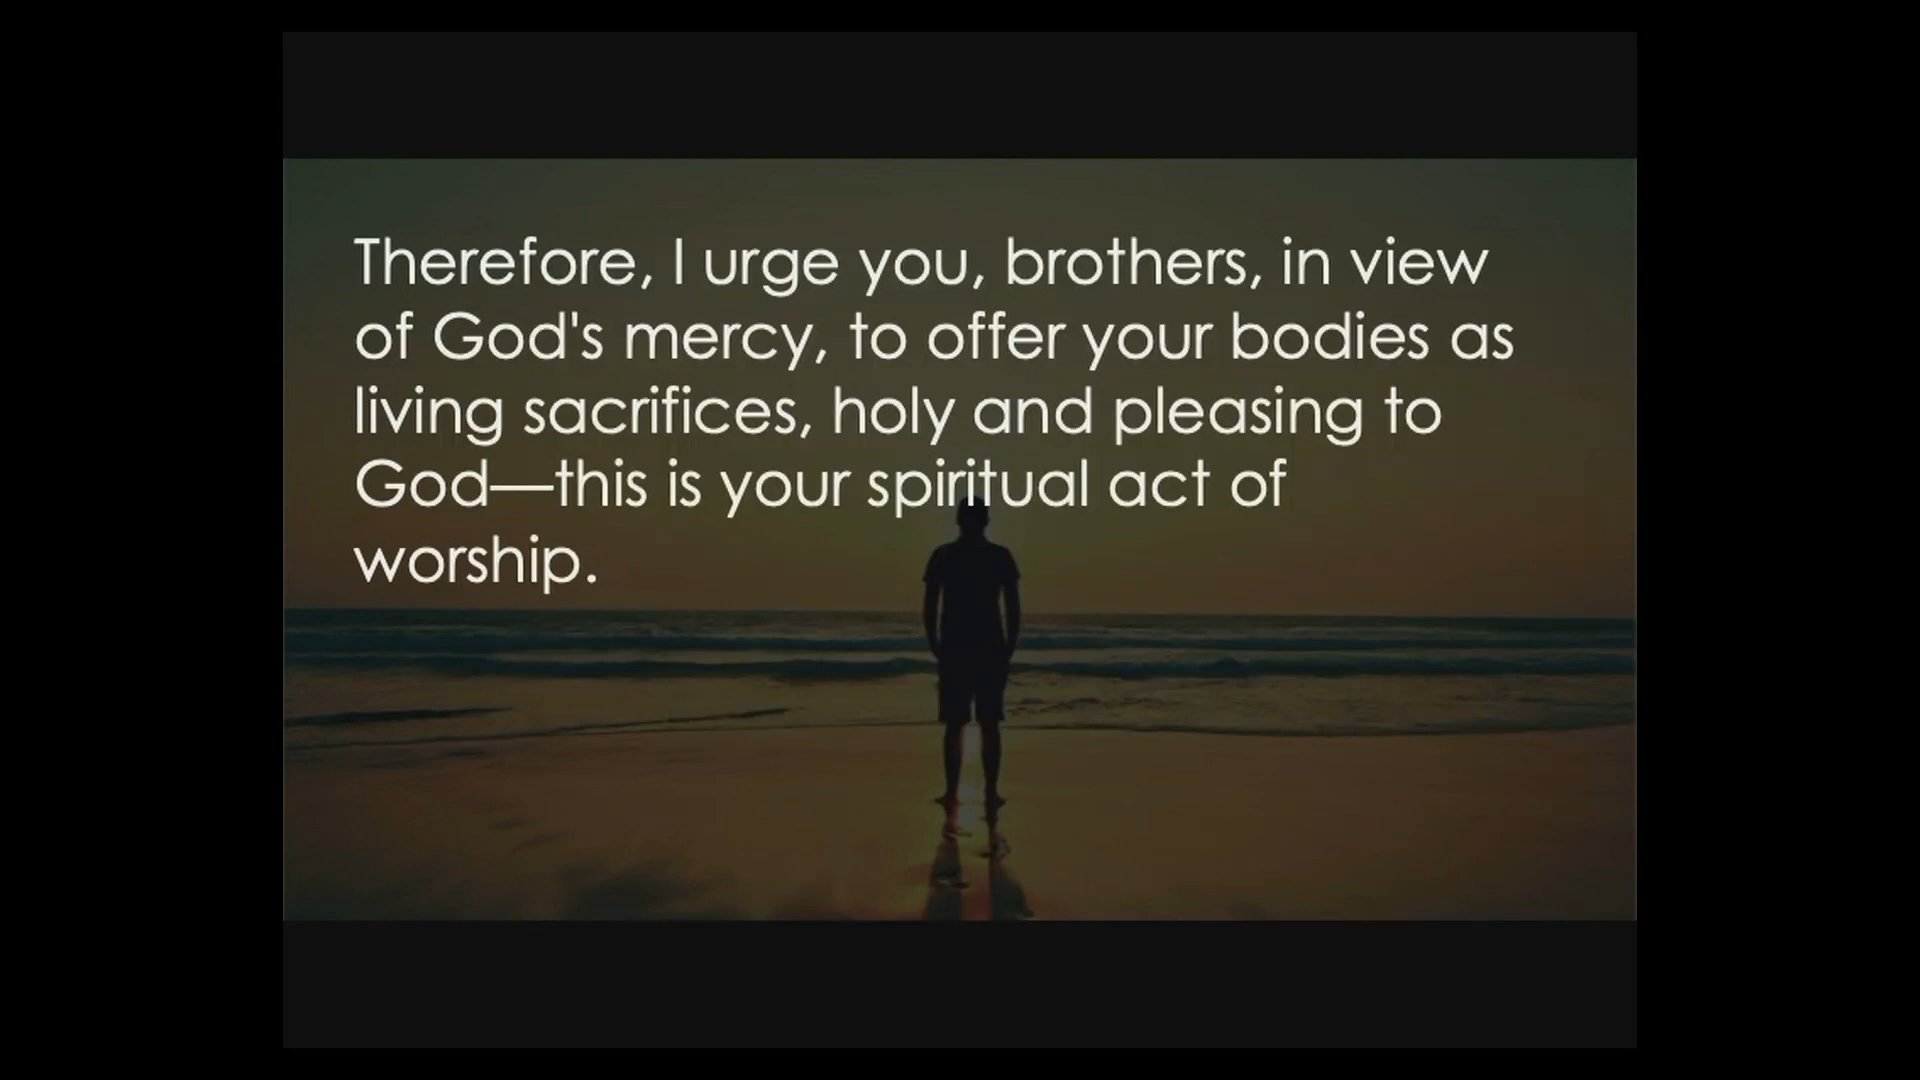 Therefore, I urge you, brothers, in view
of God's mercy, to offer your bodies as
living sacrifices, holy and pleasing to
God—this is your spiritual act of
worship.